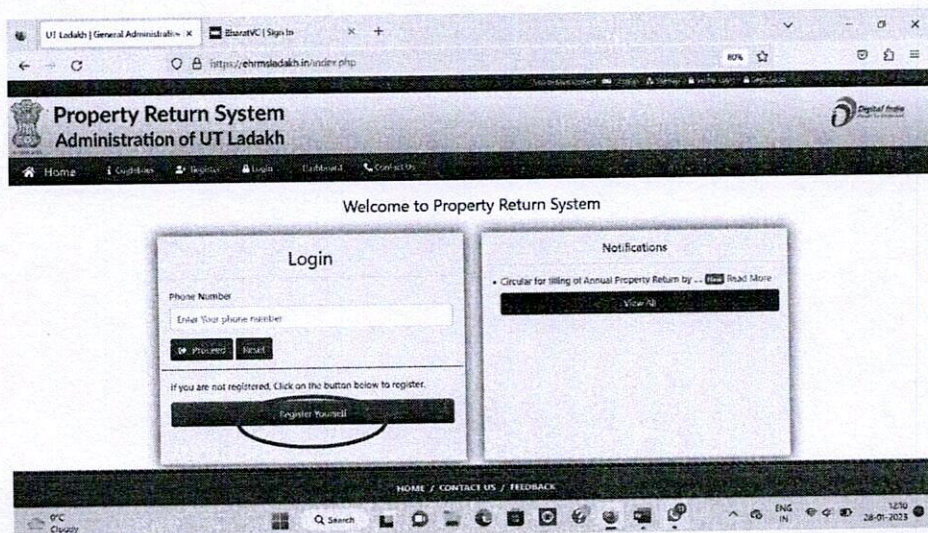 UT Ladakh | General Administrativ
BharatVC | Sign In
https://ehrmsladakh.in/index.php
80%
Property Return System
Administration of UT Ladakh
Digital India
Home Guidelines Register Login Dashboard Contact Us
Welcome to Property Return System
Login
Phone Number
Enter Your phone number
Proceed Reset
If you are not registered, Click on the button below to register.
Register Yourself
Notifications
• Circular for filling of Annual Property Return by ... New Read More
View All
HOME / CONTACT US / FEEDBACK
0°C
Cloudy
Search
ENG
IN
12:10
28-01-2023